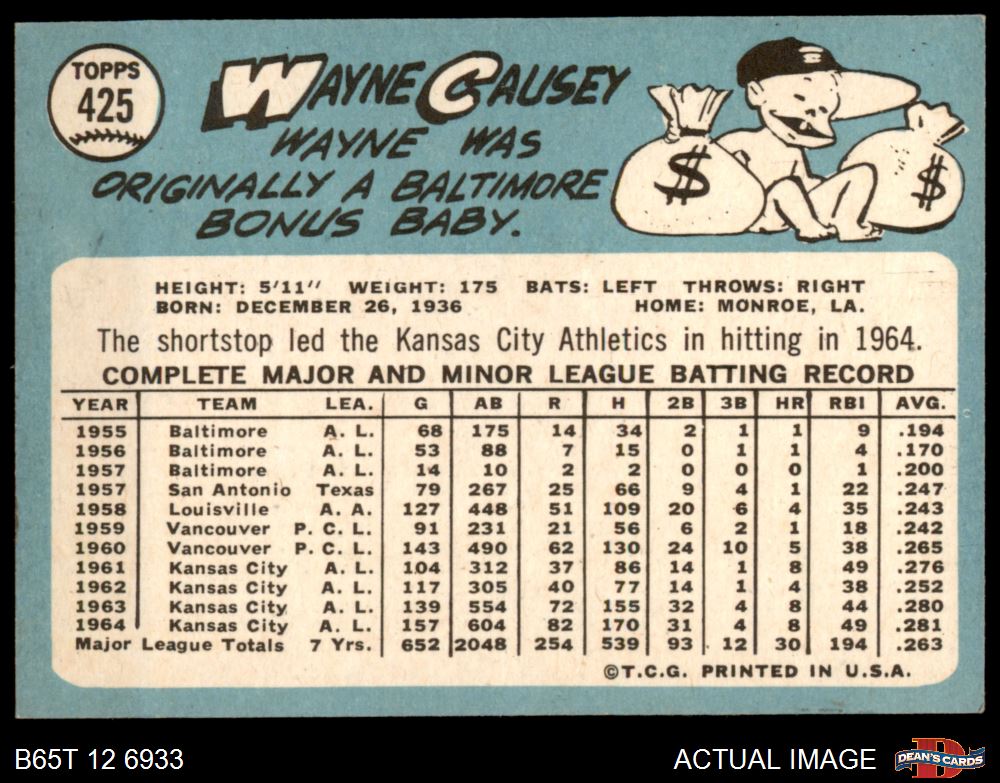 TOPPS
425
WAYNE CAUSEY
WAYNE WAS
ORIGINALLY A BALTIMORE
BONUS BABY.
$ $
HEIGHT: 5'11" WEIGHT: 175 BATS: LEFT THROWS: RIGHT
BORN: DECEMBER 26, 1936 HOME: MONROE, LA.
The shortstop led the Kansas City Athletics in hitting in 1964.
COMPLETE MAJOR AND MINOR LEAGUE BATTING RECORD
YEAR TEAM LEA. G AB R H 2B 3B HR RBI AVG.
1955 Baltimore A. L. 68 175 14 34 2 1 1 9 .194
1956 Baltimore A. L. 53 88 7 15 0 1 1 4 .170
1957 Baltimore A. L. 14 10 2 2 0 0 0 1 .200
1957 San Antonio Texas 79 267 25 66 9 4 1 22 .247
1958 Louisville A. A. 127 448 51 109 20 6 4 35 .243
1959 Vancouver P. C. L. 91 231 21 56 6 2 1 18 .242
1960 Vancouver P. C. L. 143 490 62 130 24 10 5 38 .265
1961 Kansas City A. L. 104 312 37 86 14 1 8 49 .276
1962 Kansas City A. L. 117 305 40 77 14 1 4 38 .252
1963 Kansas City A. L. 139 554 72 155 32 4 8 44 .280
1964 Kansas City A. L. 157 604 82 170 31 4 8 49 .281
Major League Totals 7 Yrs. 652 2048 254 539 93 12 30 194 .263
©T.C.G. PRINTED IN U.S.A.
B65T 12 6933 ACTUAL IMAGE D DEAN'S CARDS